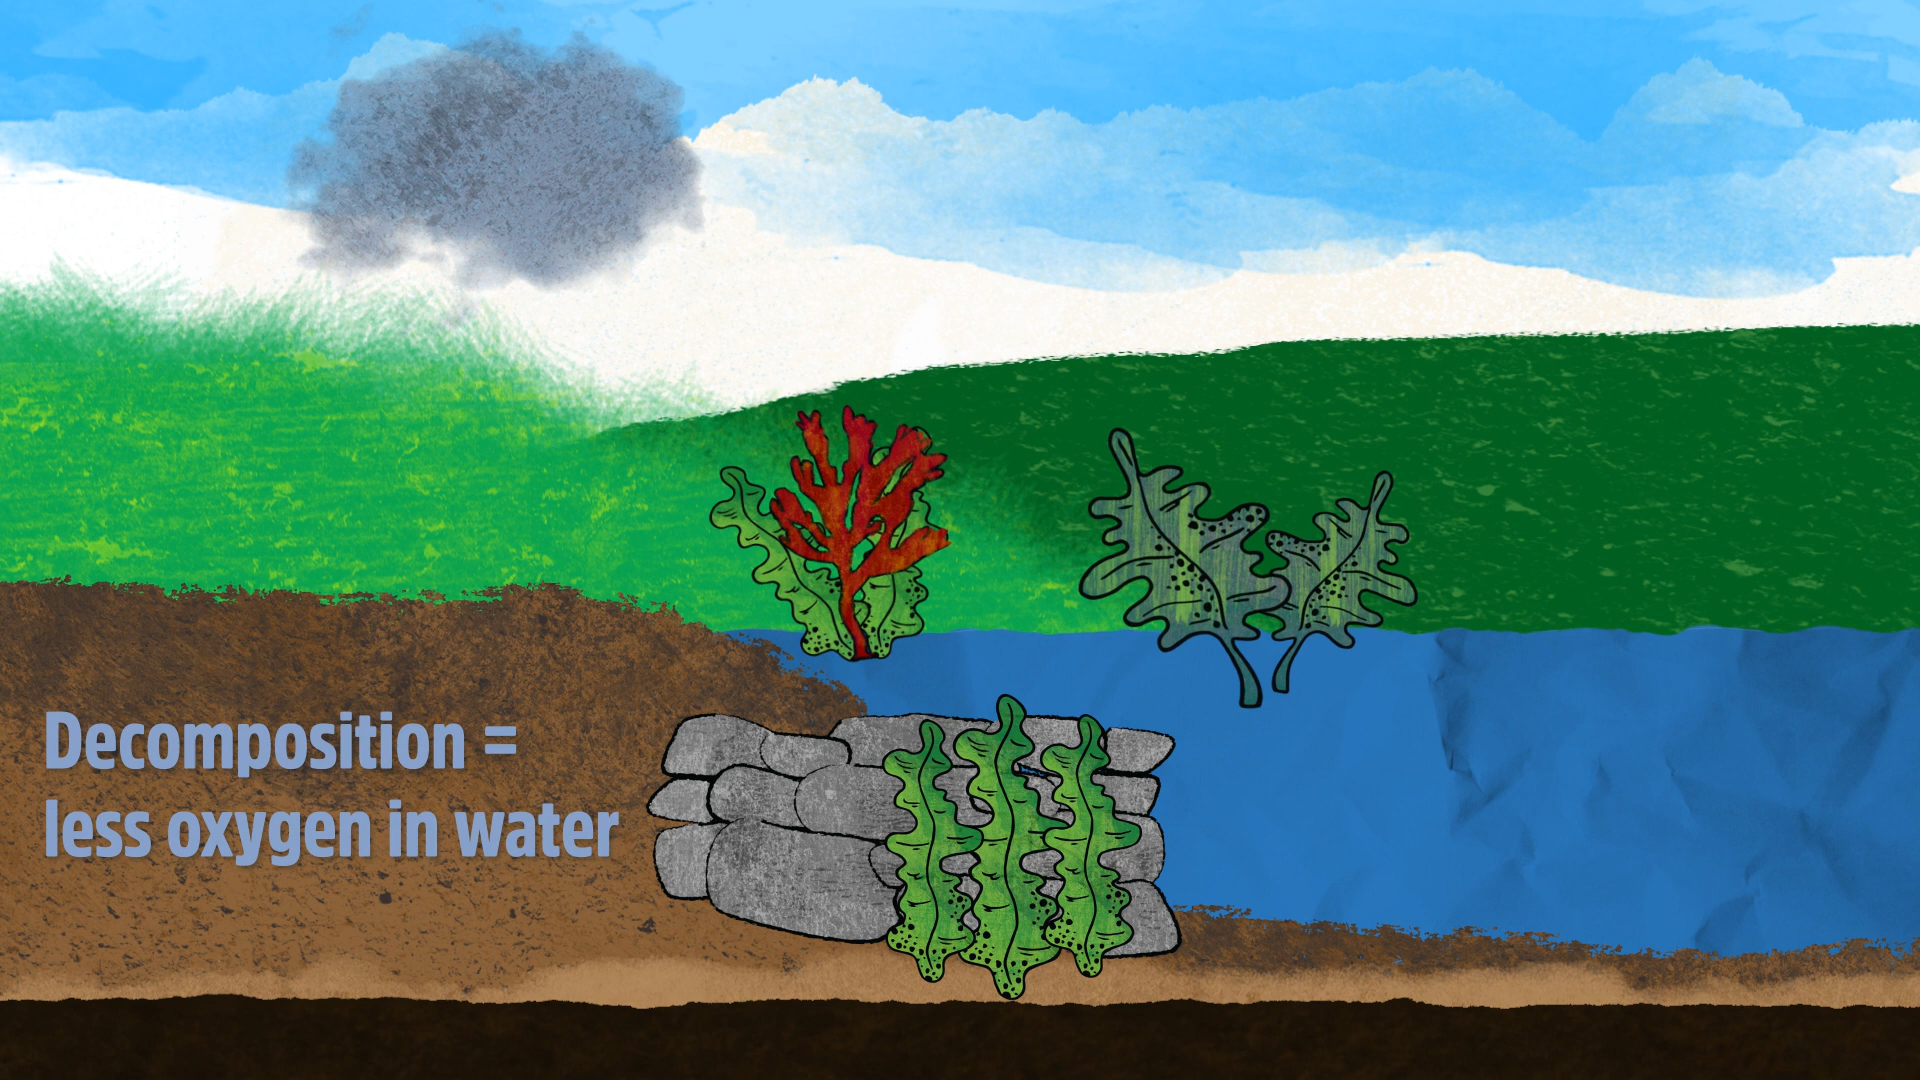 Decomposition =
less oxygen in water